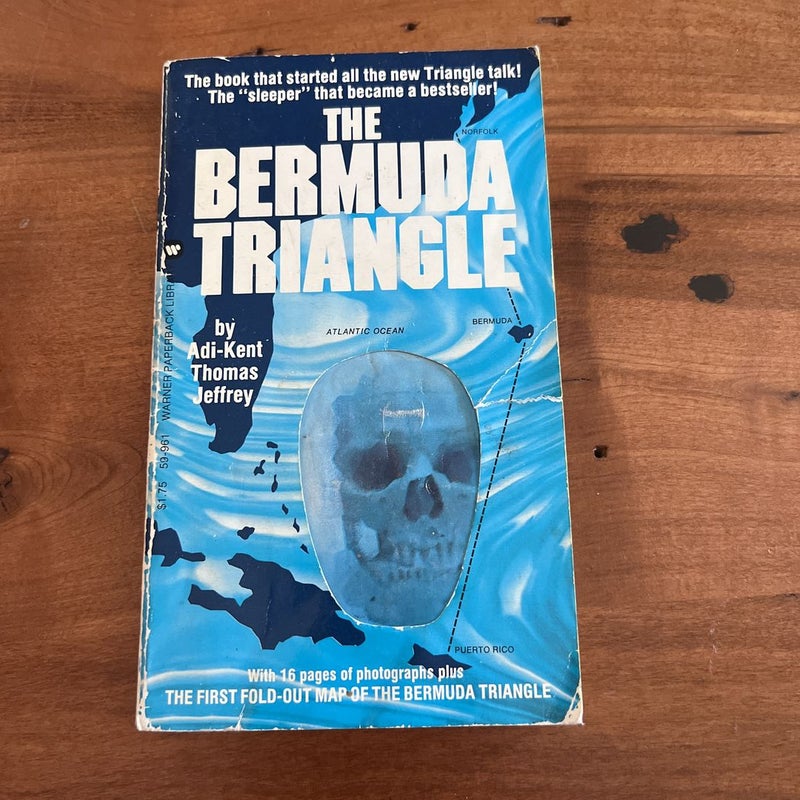 The book that started all the new Triangle talk!
The "sleeper" that became a bestseller!
THE
BERMUDA
TRIANGLE
NORFOLK
W
by
Adi-Kent
Thomas
Jeffrey
ATLANTIC OCEAN
BERMUDA
$1.75 59-961 WARNER PAPERBACK LIBRA
PUERTO RICO
With 16 pages of photographs plus
THE FIRST FOLD-OUT MAP OF THE BERMUDA TRIANGLE